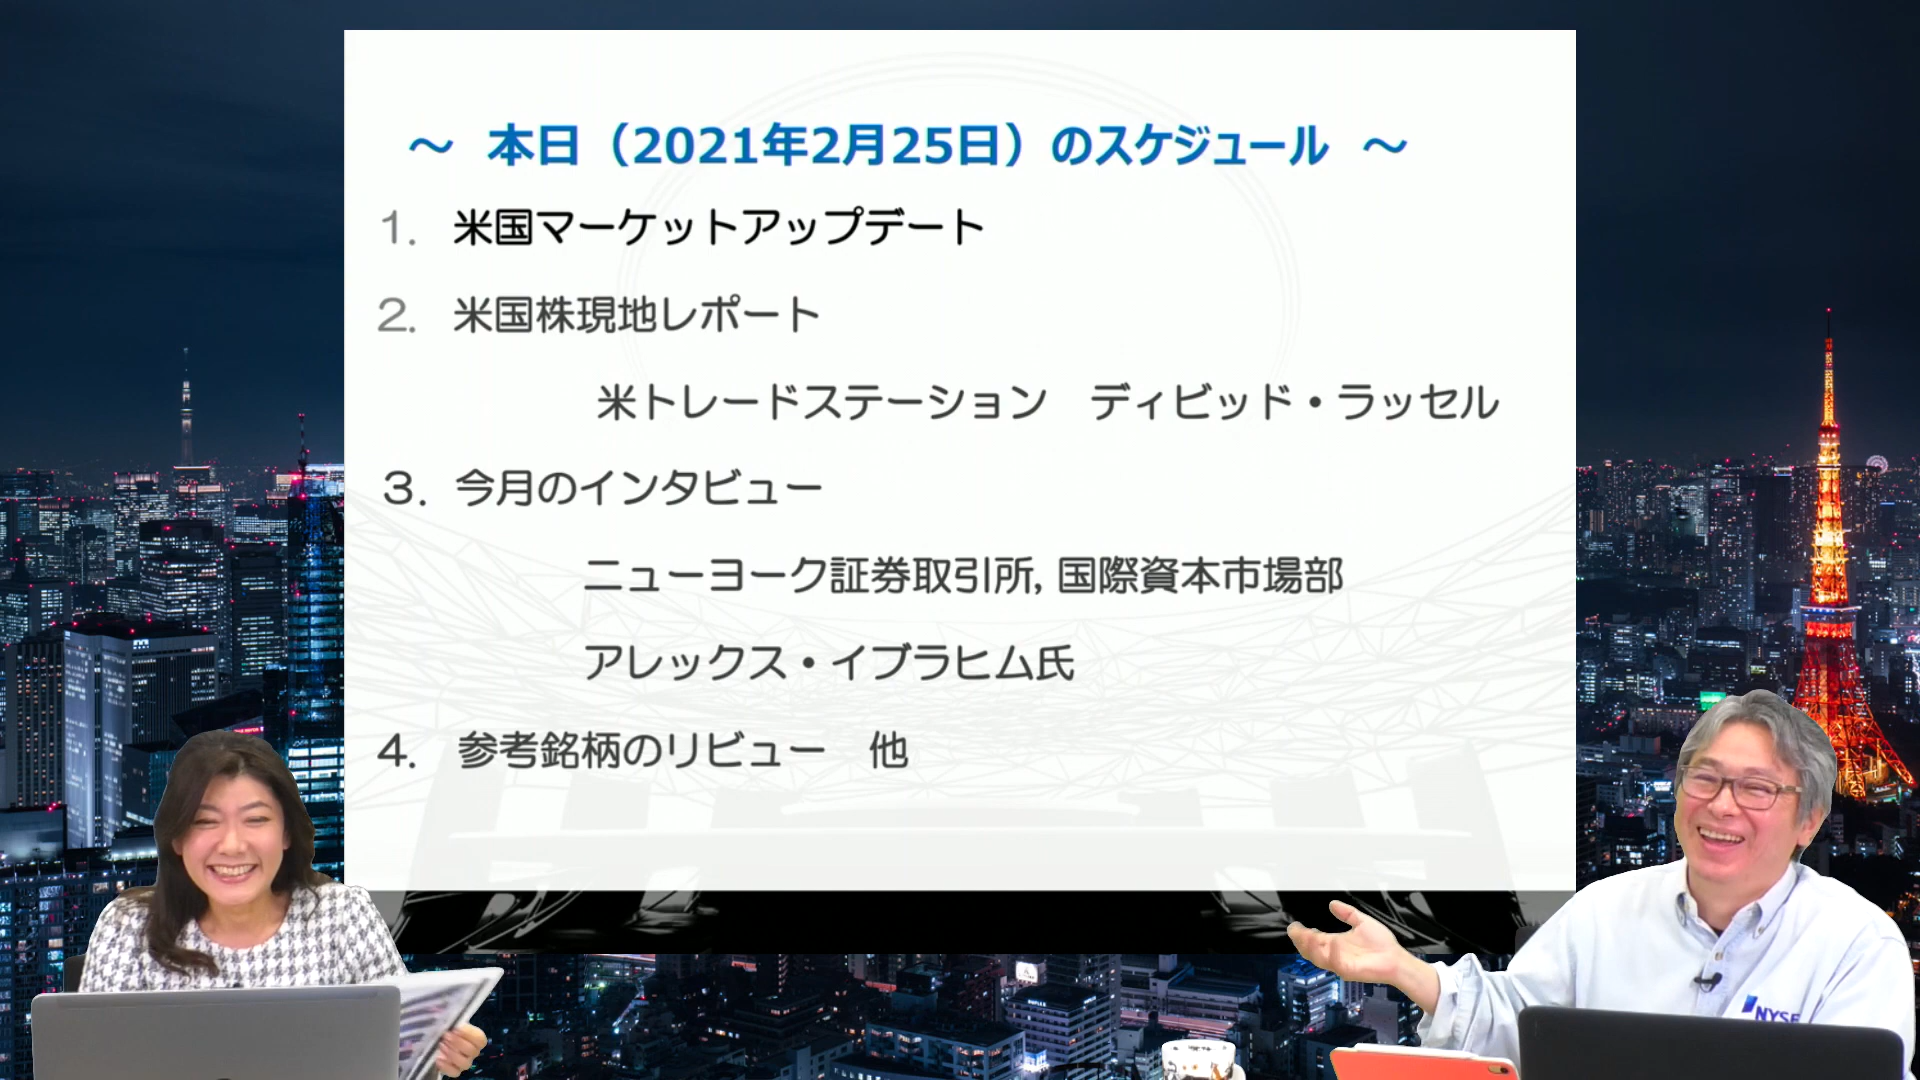 ～ 本日（2021年2月25日）のスケジュール ～
1. 米国マーケットアップデート
2. 米国株現地レポート
米トレードステーション　ディビッド・ラッセル
3. 今月のインタビュー
ニューヨーク証券取引所, 国際資本市場部
アレックス・イブラヒム氏
4. 参考銘柄のリビュー　他
NYSE